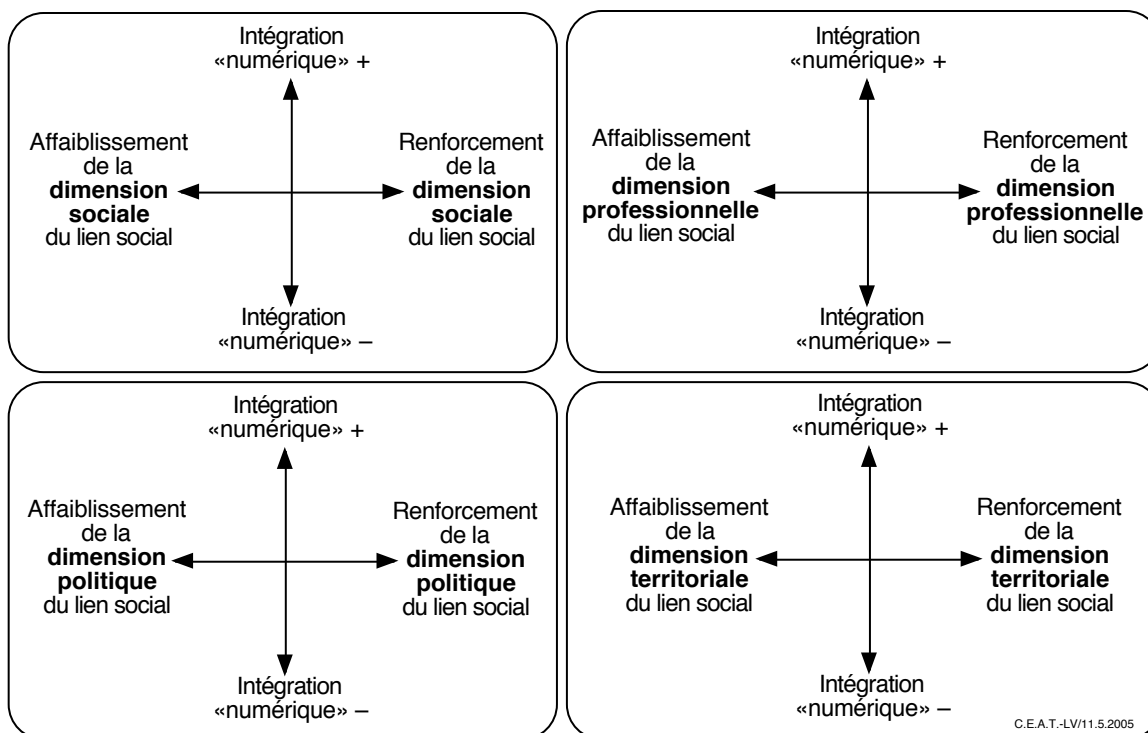 Intégration
«numérique» +
Affaiblissement
de la
dimension
sociale
du lien social
Renforcement
de la
dimension
sociale
du lien social
Intégration
«numérique» –
Intégration
«numérique» +
Affaiblissement
de la
dimension
professionnelle
du lien social
Renforcement
de la
dimension
professionnelle
du lien social
Intégration
«numérique» –
Intégration
«numérique» +
Affaiblissement
de la
dimension
politique
du lien social
Renforcement
de la
dimension
politique
du lien social
Intégration
«numérique» –
Intégration
«numérique» +
Affaiblissement
de la
dimension
territoriale
du lien social
Renforcement
de la
dimension
territoriale
du lien social
Intégration
«numérique» –
C.E.A.T.-LV/11.5.2005